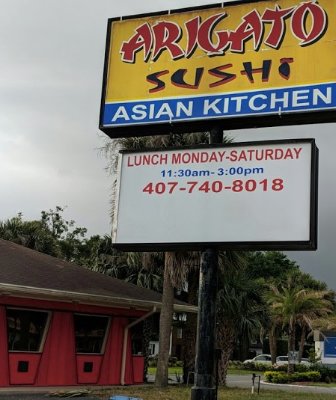 ARIGATO
SUSHI
ASIAN KITCHEN
LUNCH MONDAY-SATURDAY
11:30am- 3:00pm
407-740-8018